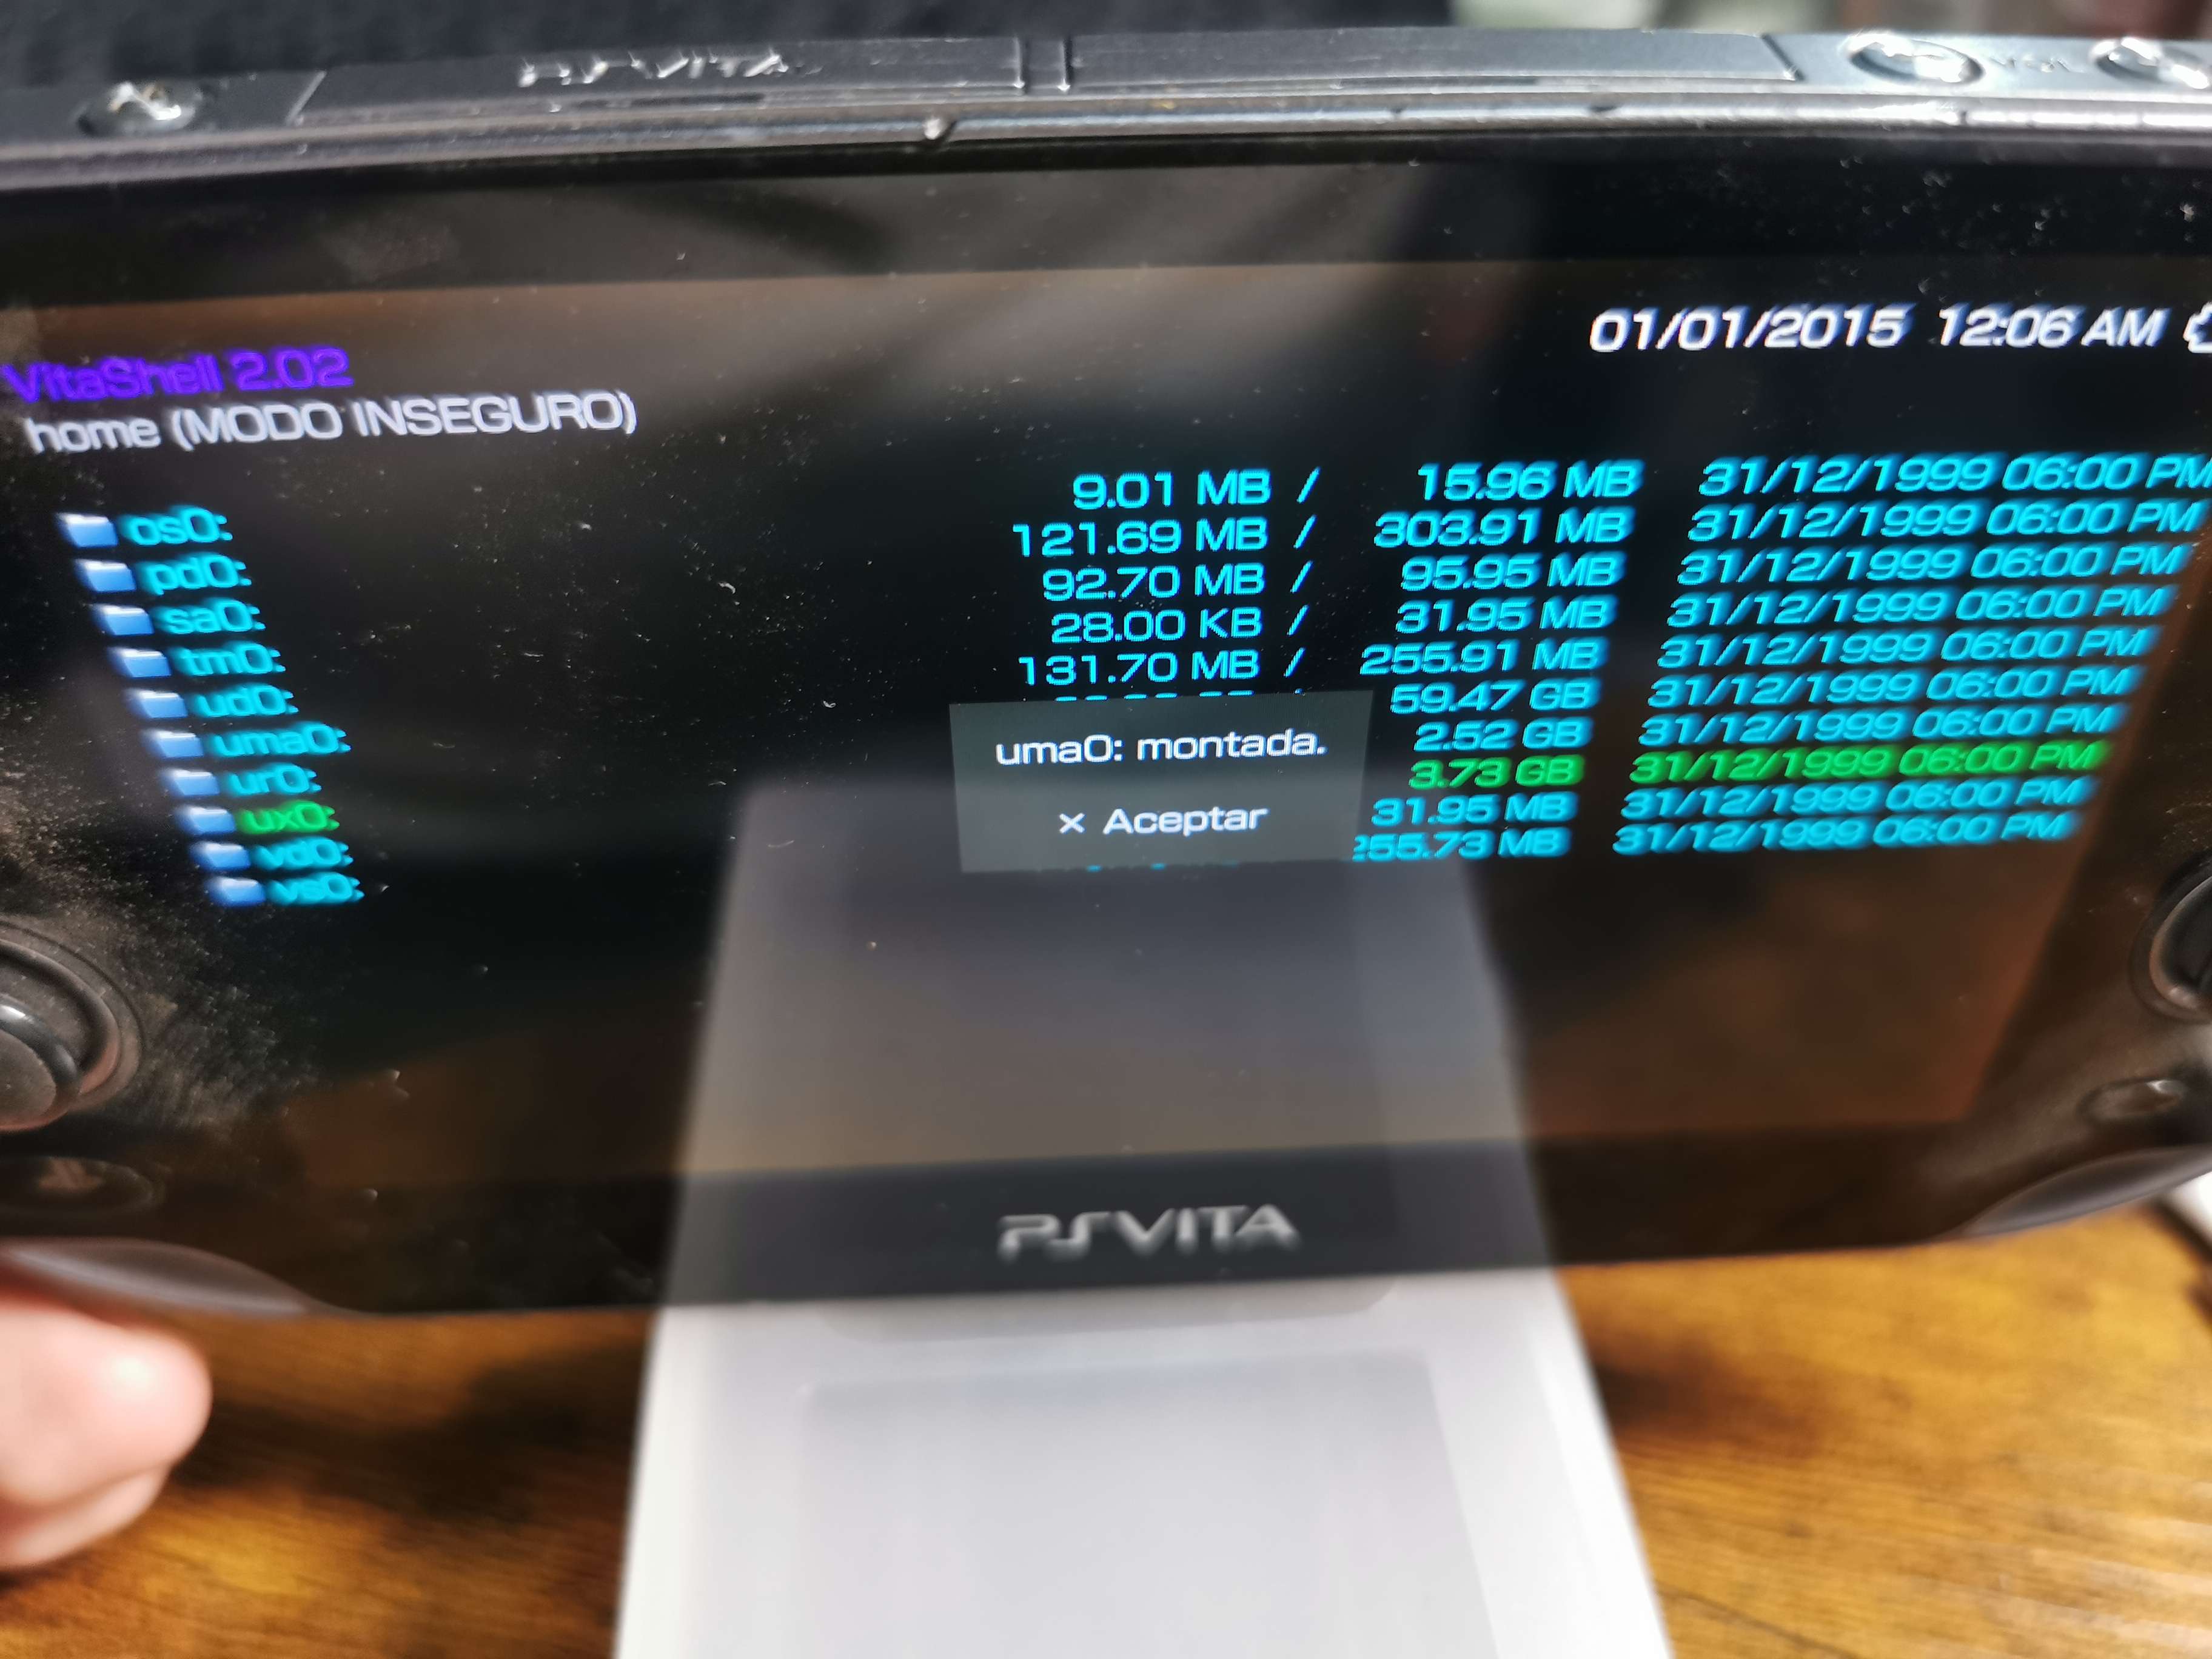 PSVITA
VitaShell 2.02
01/01/2015 12:06 AM
home (MODO INSEGURO)
os0: 9.01 MB / 15.96 MB 31/12/1999 06:00 PM
pd0: 121.69 MB / 303.91 MB 31/12/1999 06:00 PM
sa0: 92.70 MB / 95.95 MB 31/12/1999 06:00 PM
tm0: 28.00 KB / 31.95 MB 31/12/1999 06:00 PM
ud0: 131.70 MB / 255.91 MB 31/12/1999 06:00 PM
uma0: 59.47 GB 31/12/1999 06:00 PM
ur0: 2.52 GB 31/12/1999 06:00 PM
ux0: 3.73 GB 31/12/1999 06:00 PM
vd0: 31.95 MB 31/12/1999 06:00 PM
vs0: 255.73 MB 31/12/1999 06:00 PM
uma0: montada.
× Aceptar
PSVITA